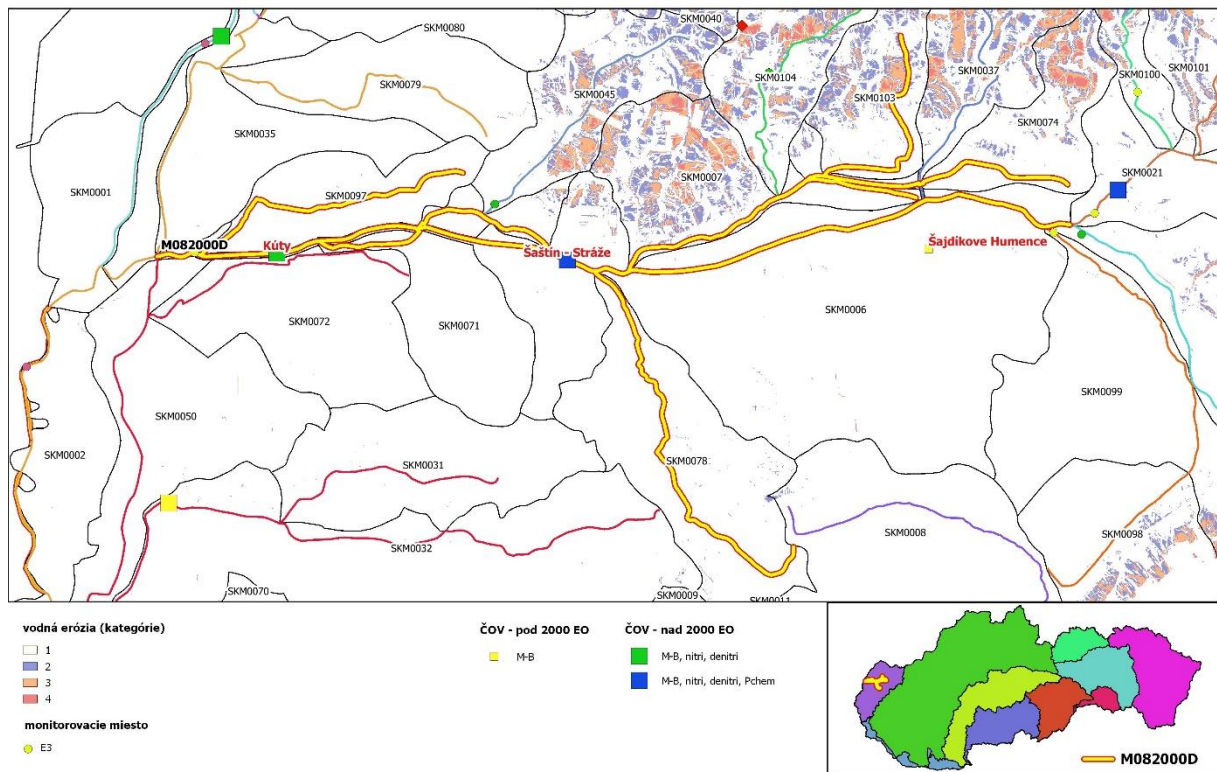 SKM0080
SKM0040
SKM0104
SKM0037
SKM0100
SKM0101
SKM0079
SKM0045
SKM0103
SKM0074
SKM0035
SKM0001
SKM0097
SKM0007
SKM0021
M082000D
Kúty
Šaštín - Stráže
Šajdíkove Humence
SKM0072
SKM0071
SKM0006
SKM0099
SKM0050
SKM0002
SKM0031
SKM0078
SKM0008
SKM0098
SKM0032
SKM0070
SKM0009
SKM0011
vodná erózia (kategórie)
1
2
3
4
monitorovacie miesto
E3
ČOV - pod 2000 EO
M-B
ČOV - nad 2000 EO
M-B, nitri, denitri
M-B, nitri, denitri, Pchem
M082000D